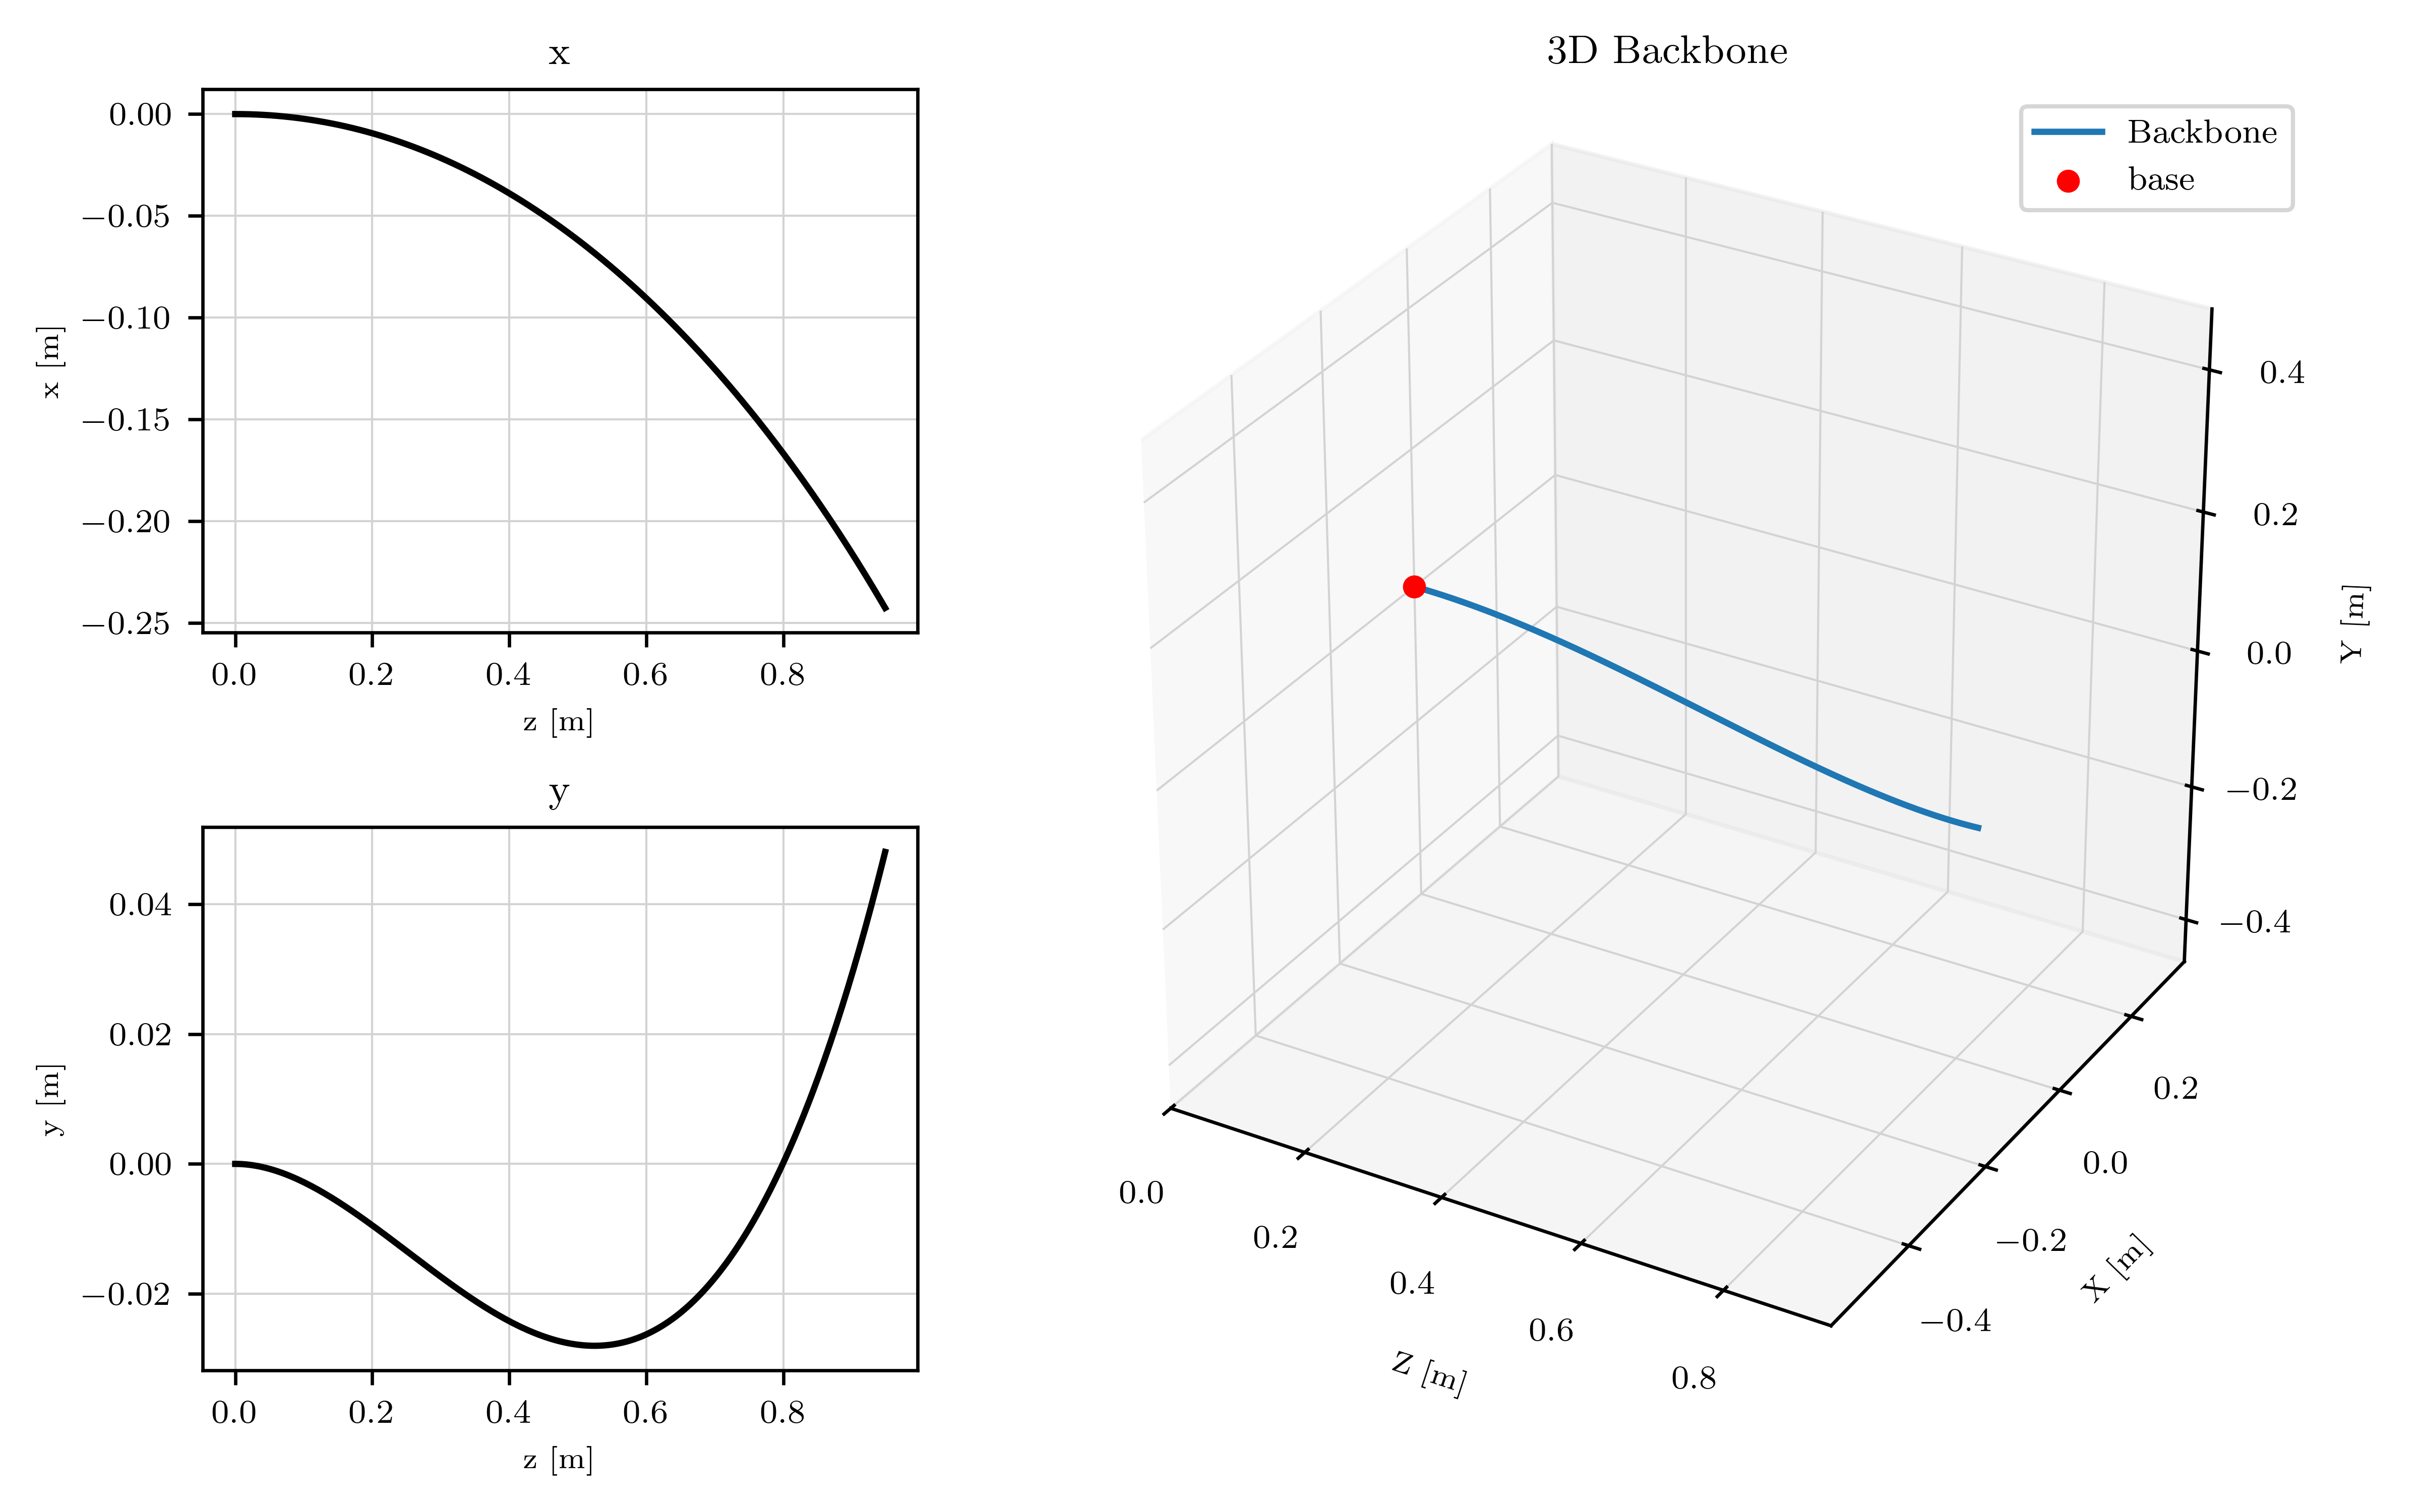 x
0.00
−0.05
−0.10
−0.15
−0.20
−0.25
x [m]
0.0 0.2 0.4 0.6 0.8
z [m]
y
0.04
0.02
0.00
−0.02
y [m]
0.0 0.2 0.4 0.6 0.8
z [m]
3D Backbone
Backbone
base
0.4
0.2
0.0
−0.2
−0.4
Y [m]
0.2
0.0
−0.2
−0.4
X [m]
0.0
0.2
0.4
0.6
0.8
Z [m]